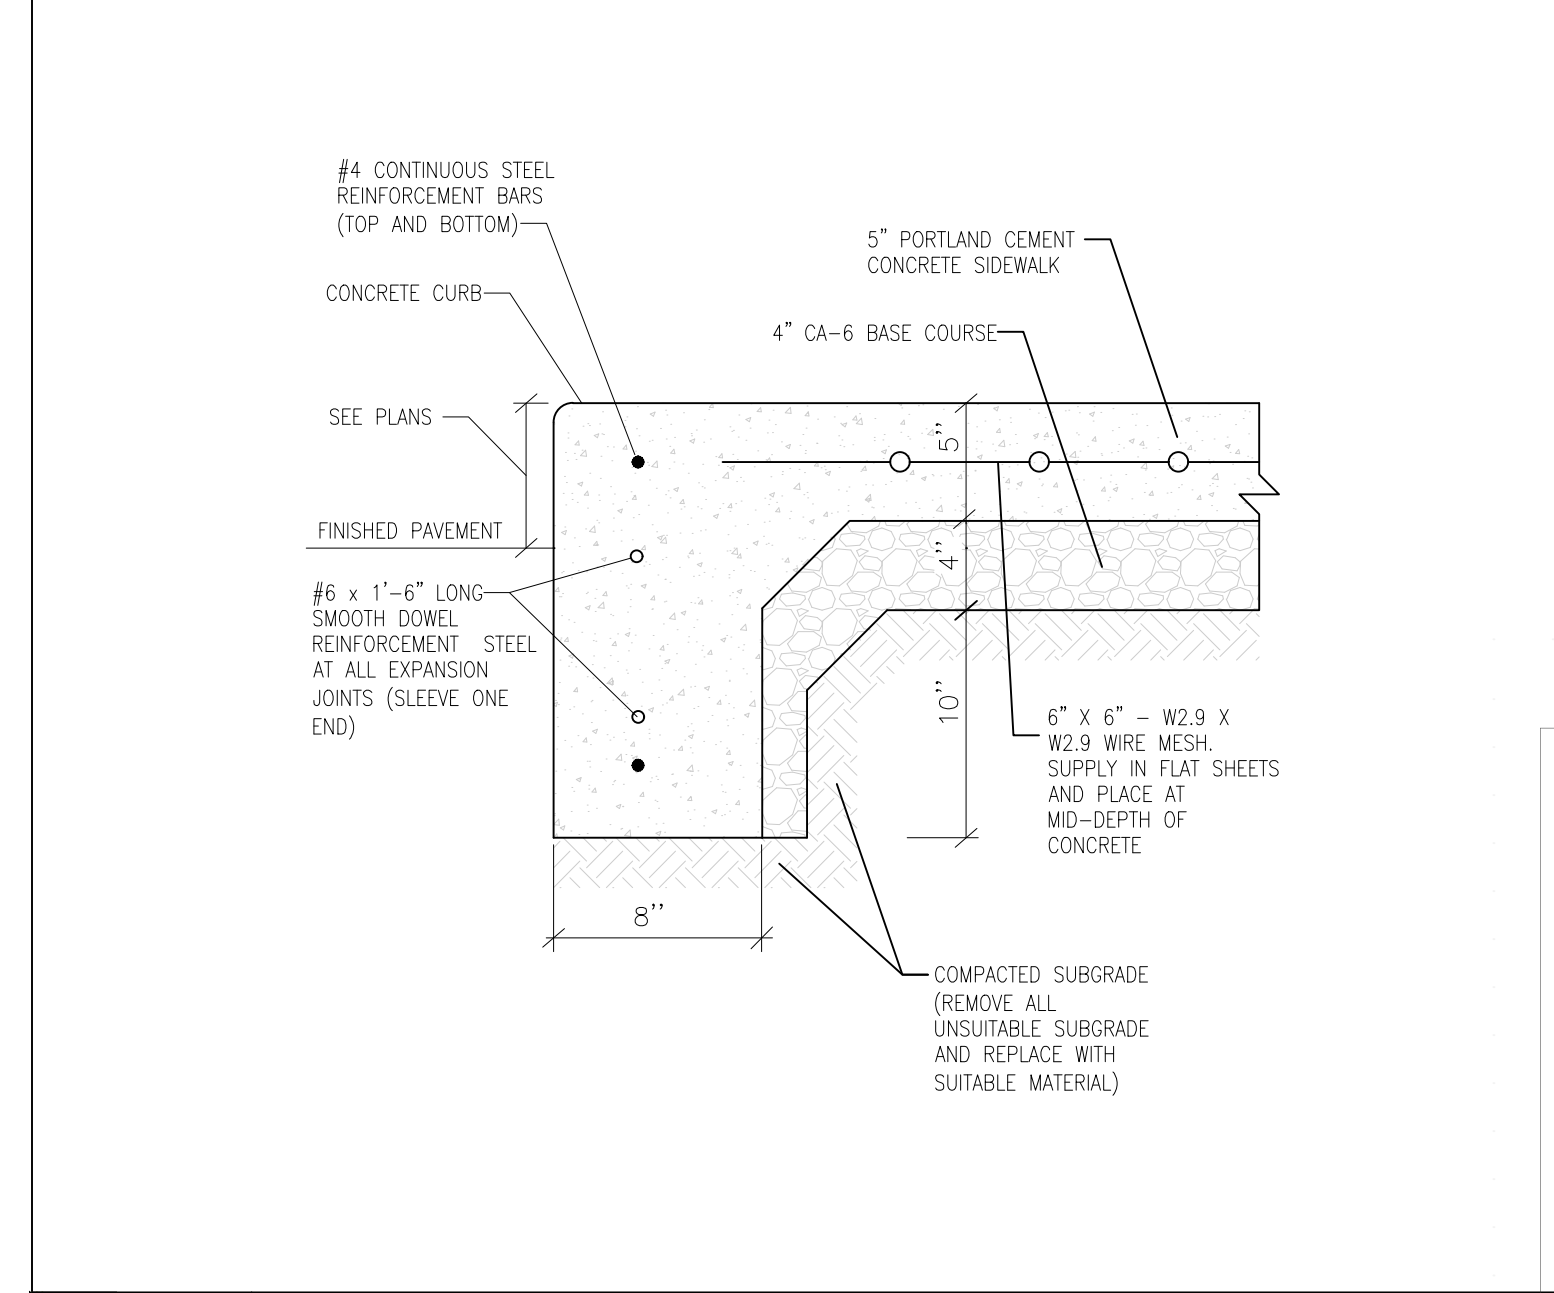 #4 CONTINUOUS STEEL
REINFORCEMENT BARS
(TOP AND BOTTOM)
5" PORTLAND CEMENT
CONCRETE SIDEWALK
CONCRETE CURB
4" CA-6 BASE COURSE
SEE PLANS
5''
FINISHED PAVEMENT
4''
#6 x 1'-6" LONG
SMOOTH DOWEL
REINFORCEMENT STEEL
AT ALL EXPANSION
JOINTS (SLEEVE ONE
END)
10''
6" X 6" - W2.9 X
W2.9 WIRE MESH.
SUPPLY IN FLAT SHEETS
AND PLACE AT
MID-DEPTH OF
CONCRETE
8''
COMPACTED SUBGRADE
(REMOVE ALL
UNSUITABLE SUBGRADE
AND REPLACE WITH
SUITABLE MATERIAL)